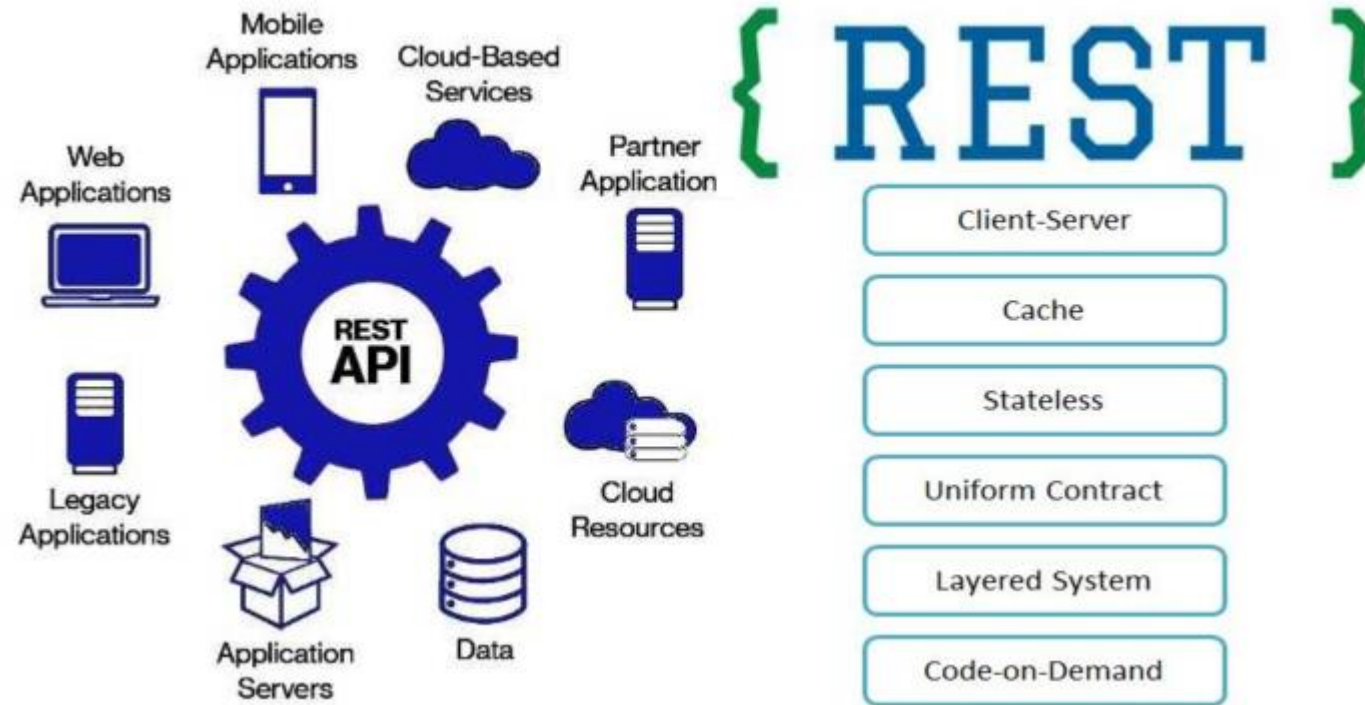 Mobile
Applications
Cloud-Based
Services
Partner
Application
Web
Applications
REST
API
Legacy
Applications
Cloud
Resources
Application
Servers
Data
{ REST }
Client-Server
Cache
Stateless
Uniform Contract
Layered System
Code-on-Demand